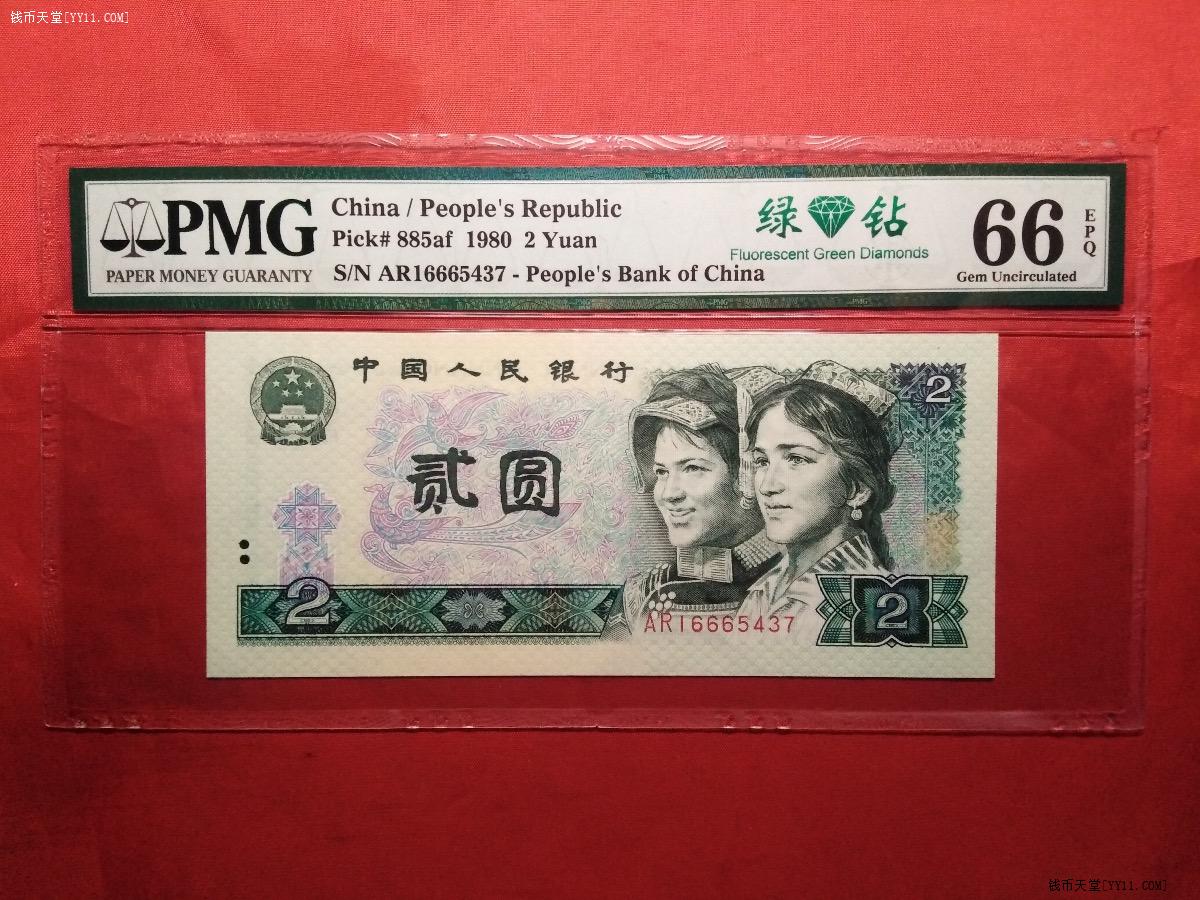 钱币天堂[YY11.COM]
PMG
PAPER MONEY GUARANTY
China / People's Republic
Pick# 885af 1980 2 Yuan
S/N AR16665437 - People's Bank of China
绿钻
Fluorescent Green Diamonds
66
EPQ
Gem Uncirculated
中国人民银行
2
贰圆
2
AR16665437
2
钱币天堂[YY11.COM]